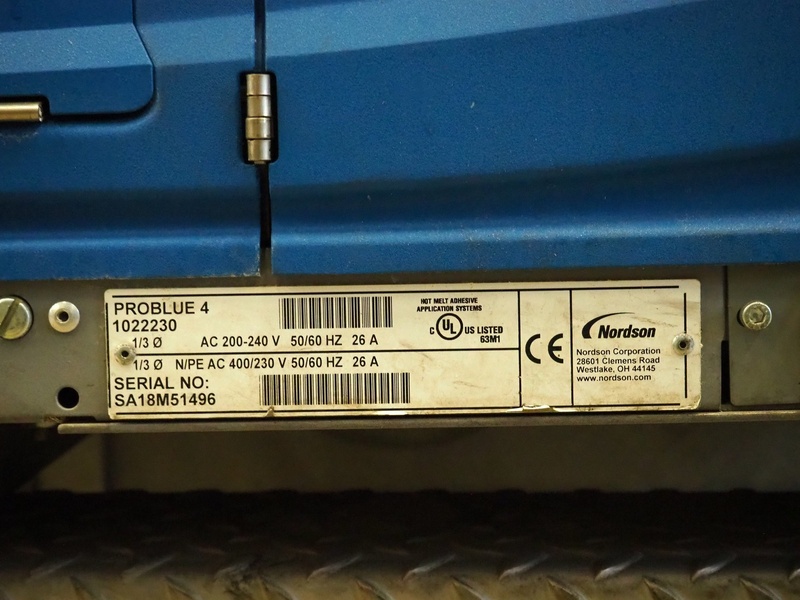 PROBLUE 4
1022230
1/3 Ø AC 200-240 V 50/60 HZ 26 A
1/3 Ø N/PE AC 400/230 V 50/60 HZ 26 A
SERIAL NO:
SA18M51496
HOT MELT ADHESIVE
APPLICATION SYSTEMS
C UL US LISTED
63M1
CE
Nordson
Nordson Corporation
28601 Clemens Road
Westlake, OH 44145
www.nordson.com